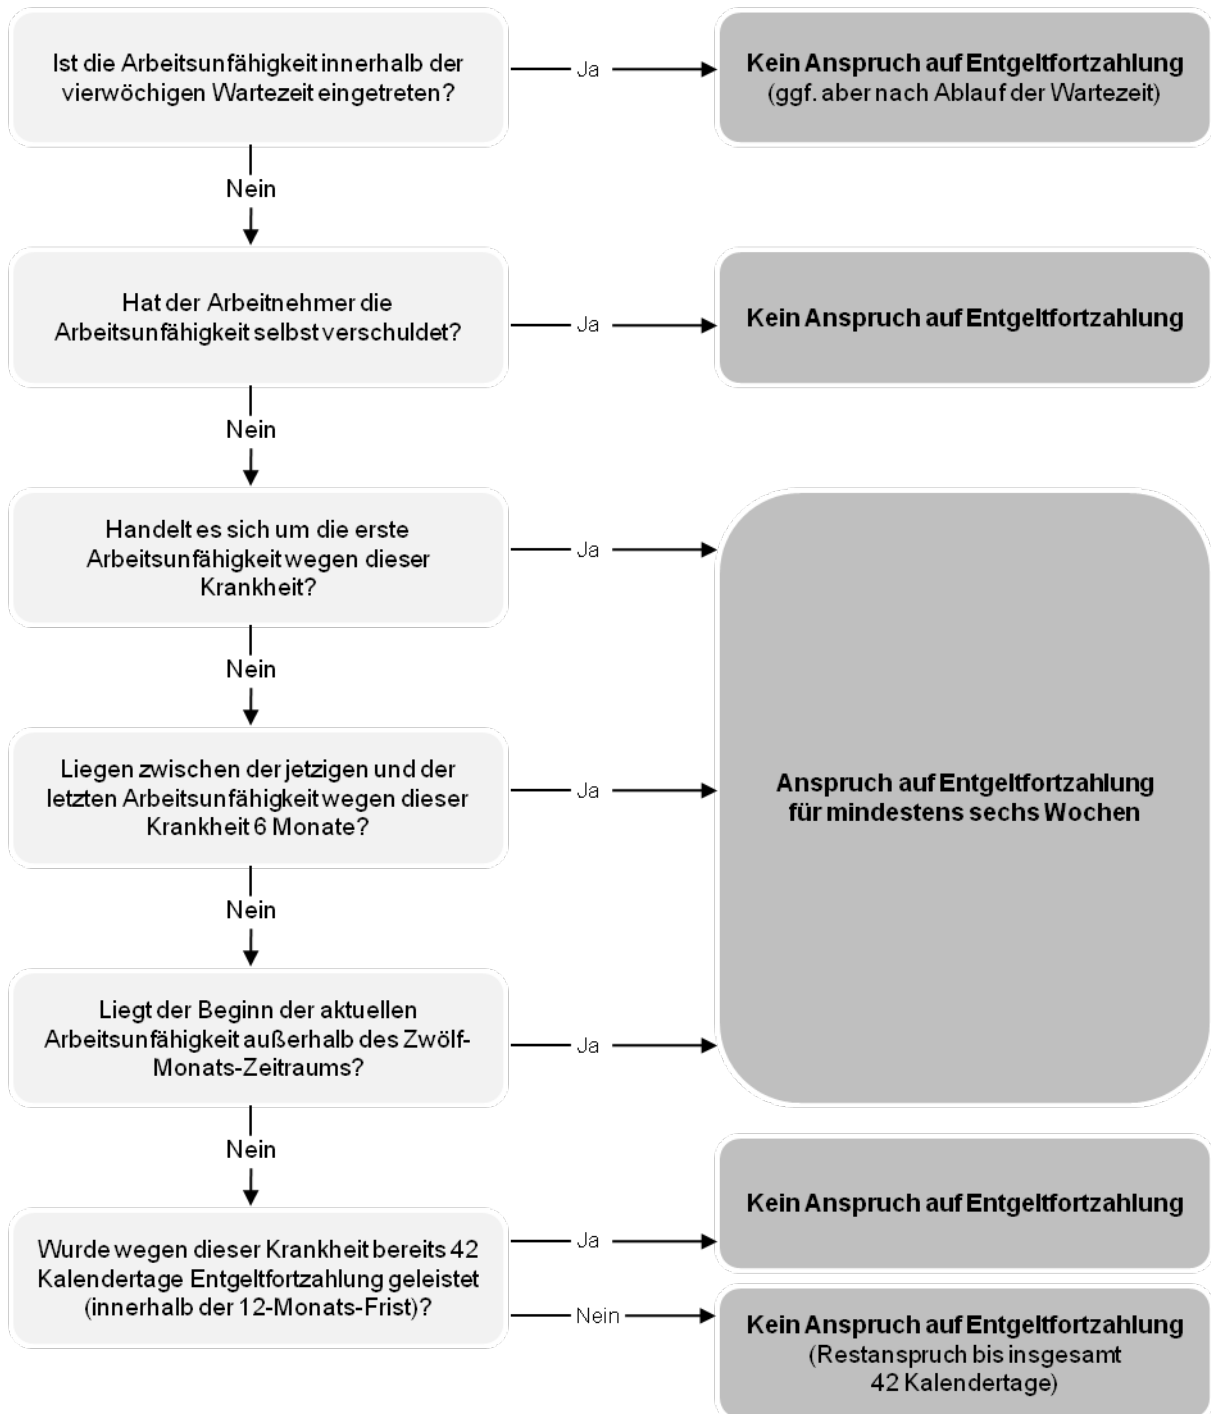 Ist die Arbeitsunfähigkeit innerhalb der
vierwöchigen Wartezeit eingetreten?
Ja
Kein Anspruch auf Entgeltfortzahlung
(ggf. aber nach Ablauf der Wartezeit)
Nein
Hat der Arbeitnehmer die
Arbeitsunfähigkeit selbst verschuldet?
Ja
Kein Anspruch auf Entgeltfortzahlung
Nein
Handelt es sich um die erste
Arbeitsunfähigkeit wegen dieser
Krankheit?
Ja
Nein
Liegen zwischen der jetzigen und der
letzten Arbeitsunfähigkeit wegen dieser
Krankheit 6 Monate?
Ja
Anspruch auf Entgeltfortzahlung
für mindestens sechs Wochen
Nein
Liegt der Beginn der aktuellen
Arbeitsunfähigkeit außerhalb des Zwölf-
Monats-Zeitraums?
Ja
Nein
Wurde wegen dieser Krankheit bereits 42
Kalendertage Entgeltfortzahlung geleistet
(innerhalb der 12-Monats-Frist)?
Ja
Kein Anspruch auf Entgeltfortzahlung
Nein
Kein Anspruch auf Entgeltfortzahlung
(Restanspruch bis insgesamt
42 Kalendertage)